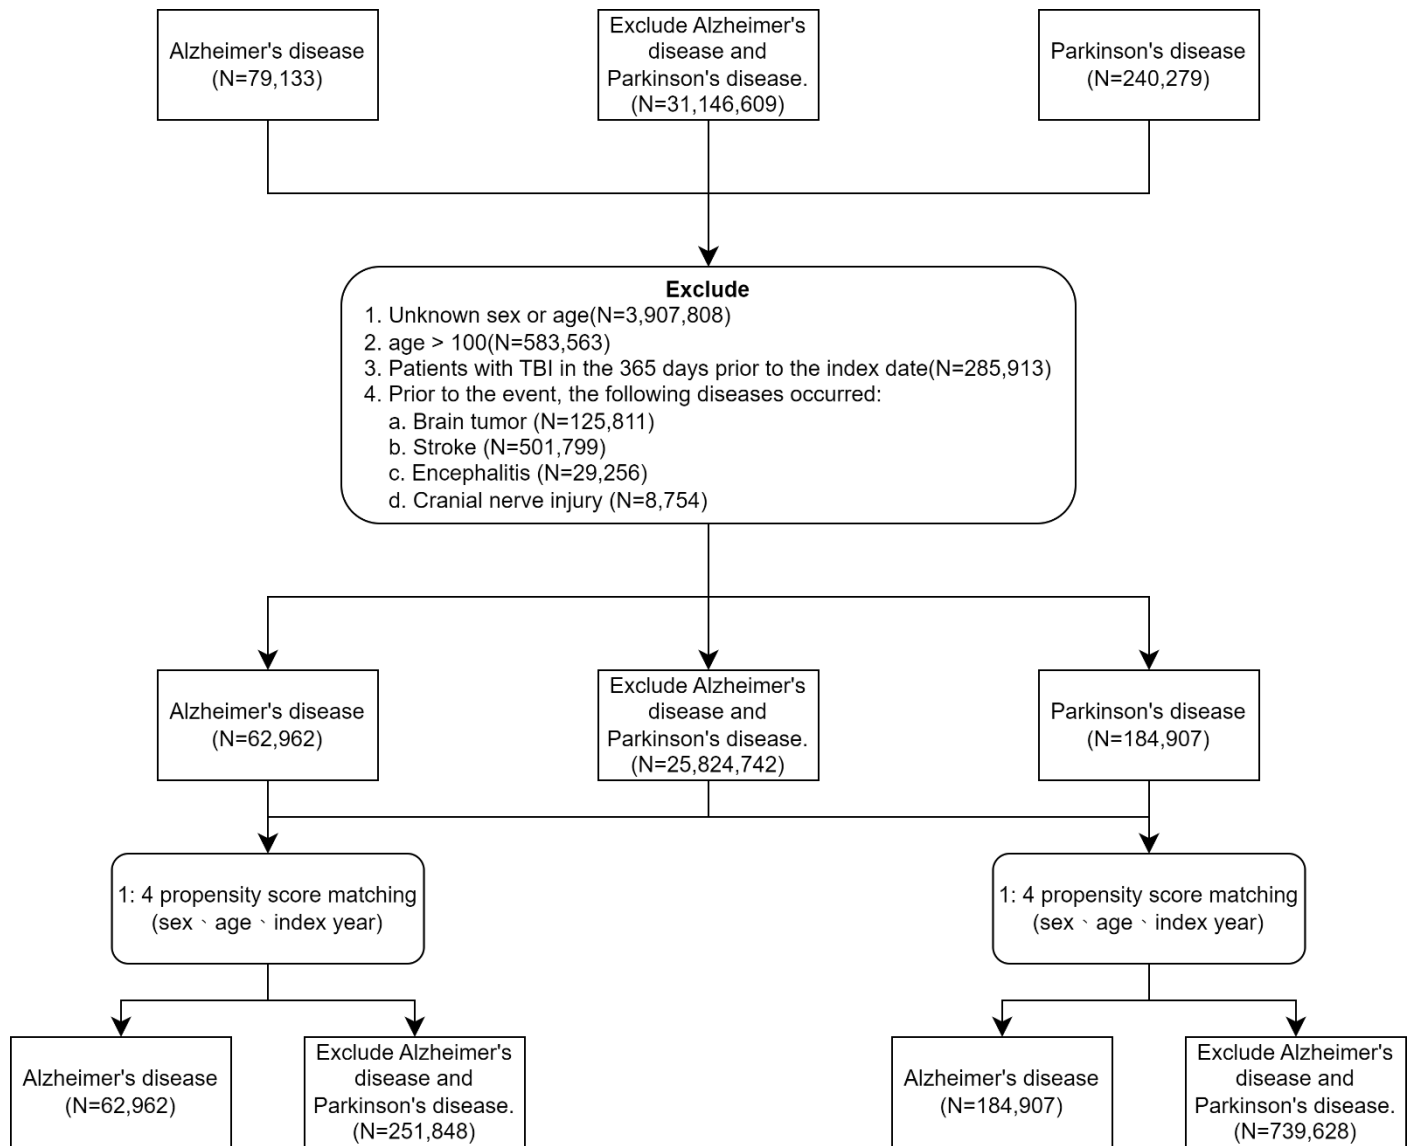 Alzheimer's disease
(N=79,133)
Exclude Alzheimer's
disease and
Parkinson's disease.
(N=31,146,609)
Parkinson's disease
(N=240,279)
Exclude
1. Unknown sex or age(N=3,907,808)
2. age > 100(N=583,563)
3. Patients with TBI in the 365 days prior to the index date(N=285,913)
4. Prior to the event, the following diseases occurred:
a. Brain tumor (N=125,811)
b. Stroke (N=501,799)
c. Encephalitis (N=29,256)
d. Cranial nerve injury (N=8,754)
Alzheimer's disease
(N=62,962)
Exclude Alzheimer's
disease and
Parkinson's disease.
(N=25,824,742)
Parkinson's disease
(N=184,907)
1: 4 propensity score matching
(sex、age、index year)
1: 4 propensity score matching
(sex、age、index year)
Alzheimer's disease
(N=62,962)
Exclude Alzheimer's
disease and
Parkinson's disease.
(N=251,848)
Alzheimer's disease
(N=184,907)
Exclude Alzheimer's
disease and
Parkinson's disease.
(N=739,628)